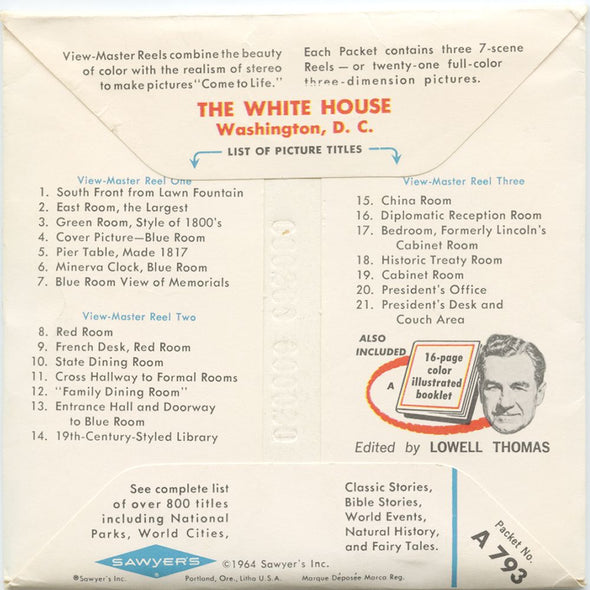 View-Master Reels combine the beauty
of color with the realism of stereo
to make pictures "Come to Life."
Each Packet contains three 7-scene
Reels — or twenty-one full-color
three-dimension pictures.
THE WHITE HOUSE
Washington, D. C.
LIST OF PICTURE TITLES
View-Master Reel One
1. South Front from Lawn Fountain
2. East Room, the Largest
3. Green Room, Style of 1800's
4. Cover Picture—Blue Room
5. Pier Table, Made 1817
6. Minerva Clock, Blue Room
7. Blue Room View of Memorials
View-Master Reel Two
8. Red Room
9. French Desk, Red Room
10. State Dining Room
11. Cross Hallway to Formal Rooms
12. "Family Dining Room"
13. Entrance Hall and Doorway
to Blue Room
14. 19th-Century-Styled Library
View-Master Reel Three
15. China Room
16. Diplomatic Reception Room
17. Bedroom, Formerly Lincoln's
Cabinet Room
18. Historic Treaty Room
19. Cabinet Room
20. President's Office
21. President's Desk and
Couch Area
ALSO
INCLUDED
A
16-page
color
illustrated
booklet
Edited by LOWELL THOMAS
See complete list
of over 800 titles
including National
Parks, World Cities,
Classic Stories,
Bible Stories,
World Events,
Natural History,
and Fairy Tales.
Packet No.
A 793
SAWYER'S
©1964 Sawyer's Inc.
®Sawyer's Inc.
Portland, Ore., Litho U.S.A.
Marque Déposée Marca Reg.